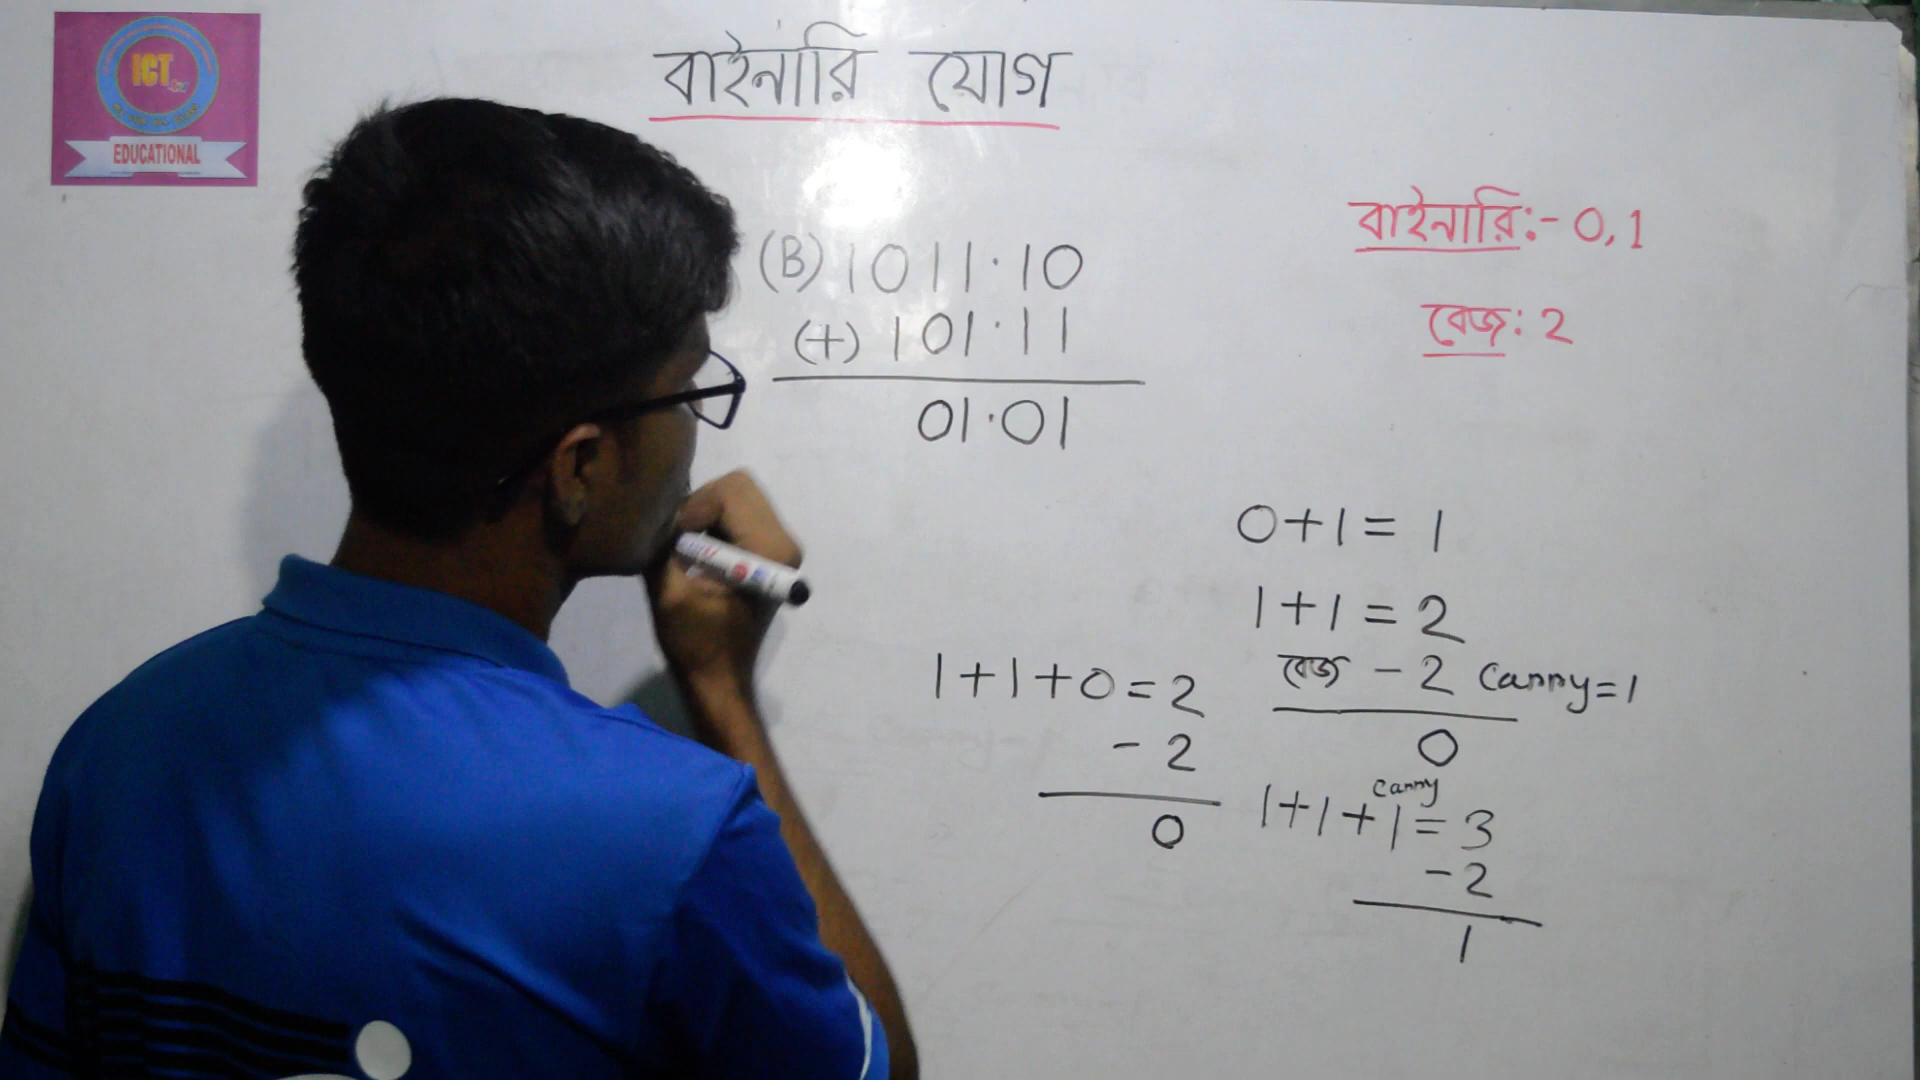 ICT
EDUCATIONAL
বাইনারি যোগ
(B) 1011.10
(+) 101.11
01.01
বাইনারি:- 0,1
বেজ: 2
0+1= 1
1+1=2
বেজ -2 Carry=1
0
1+1+0=2
-2
0
carry
1+1+1=3
-2
1